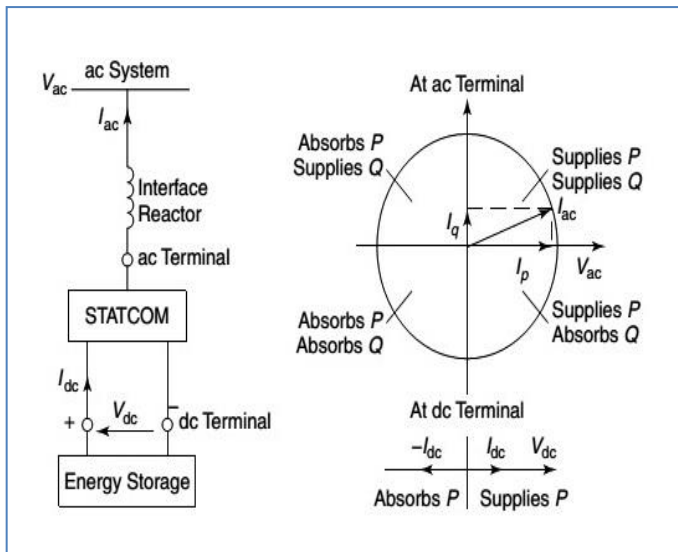 ac System
V_ac
I_ac
Interface
Reactor
ac Terminal
STATCOM
I_dc
+
V_dc
–
dc Terminal
Energy Storage
At ac Terminal
Absorbs P
Supplies Q
Supplies P
Supplies Q
I_ac
I_q
I_p
V_ac
Absorbs P
Absorbs Q
Supplies P
Absorbs Q
At dc Terminal
–I_dc
I_dc
V_dc
Absorbs P
Supplies P